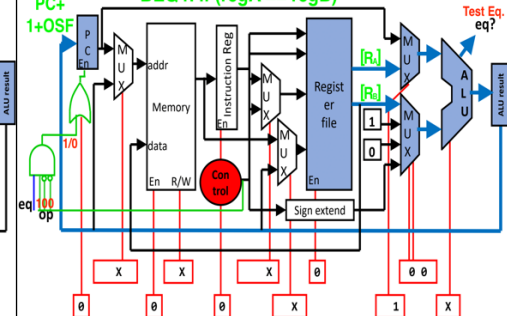 PC+
1+OSF
Test Eq.
eq?
P
C
En
M
U
X
addr
Memory
data
En R/W
Instruction Reg
En
M
U
X
M
U
X
Con
trol
Regist
er
file
En
[RA]
[RB]
1
0
Sign extend
M
U
X
M
U
X
A
L
U
ALU result
ALU result
1/0
eq 100
op
X
X
X
0
0 0
0
0
0
X
1
X